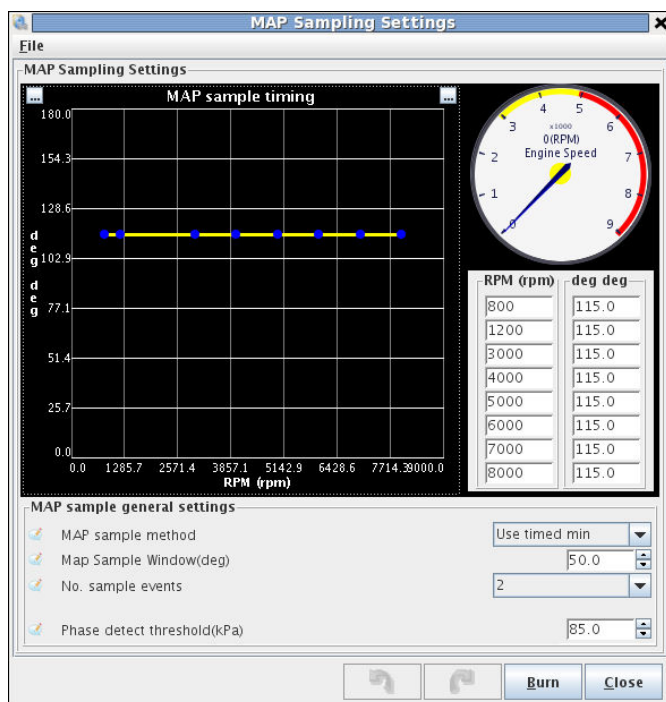 MAP Sampling Settings
File
MAP Sampling Settings
...
MAP sample timing
...
180.0
154.3
128.6
102.9
77.1
51.4
25.7
0.0
deg deg
0.0 1285.7 2571.4 3857.1 5142.9 6428.6 7714.39000.0
RPM (rpm)
0 1 2 3 4 5 6 7 8 9
x1000
0(RPM)
Engine Speed
RPM (rpm) deg deg
800 115.0
1200 115.0
3000 115.0
4000 115.0
5000 115.0
6000 115.0
7000 115.0
8000 115.0
MAP sample general settings
MAP sample method Use timed min
Map Sample Window(deg) 50.0
No. sample events 2
Phase detect threshold(kPa) 85.0
Burn Close